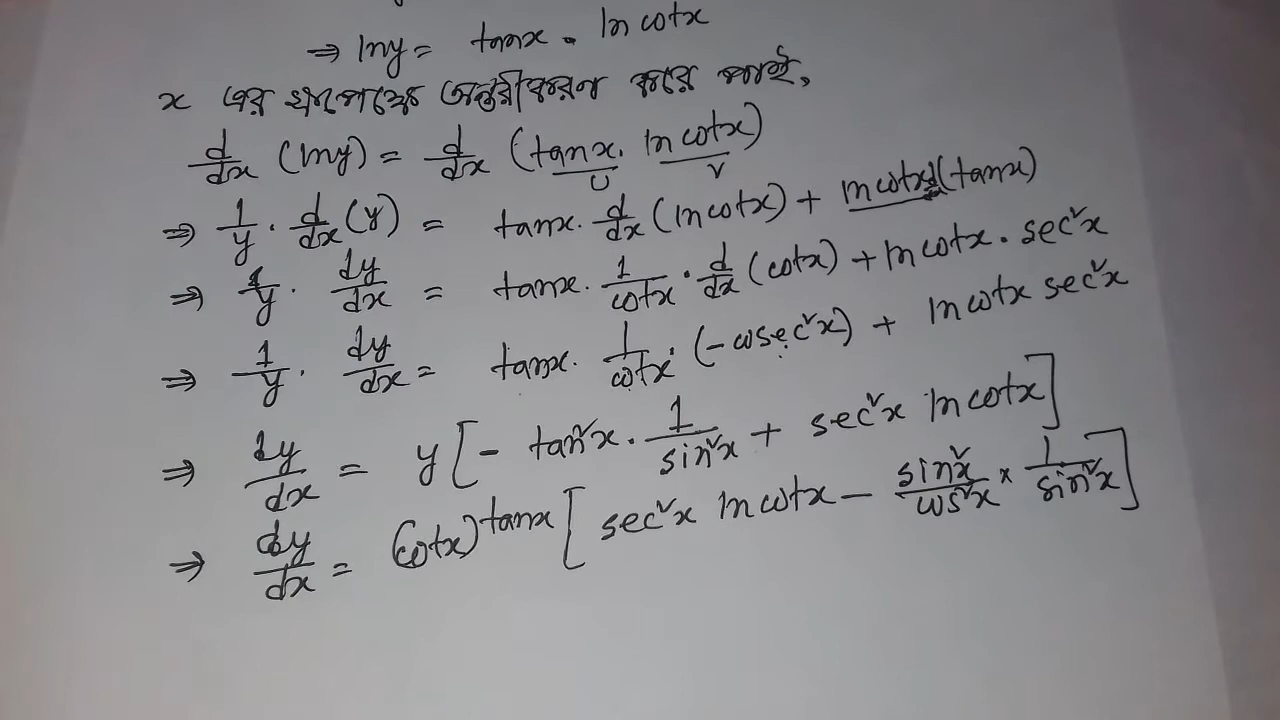 ⇒ lny = tanx . ln cotx
x এর সাপেক্ষে অন্তরীকরন করে পাই,
d/dx (lny) = d/dx (tanx. ln cotx)
U V
⇒ 1/y . d/dx (y) = tanx. d/dx (ln cotx) + ln cotx d/dx (tanx)
⇒ 1/y . dy/dx = tanx. 1/cotx . d/dx (cotx) + ln cotx . sec²x
⇒ 1/y . dy/dx = tanx. 1/cotx . (-cosec²x) + ln cotx sec²x
⇒ dy/dx = y [- tan²x . 1/sin²x + sec²x ln cotx]
⇒ dy/dx = (cotx)^tanx [sec²x ln cotx - sin²x/cos²x × 1/sin²x]